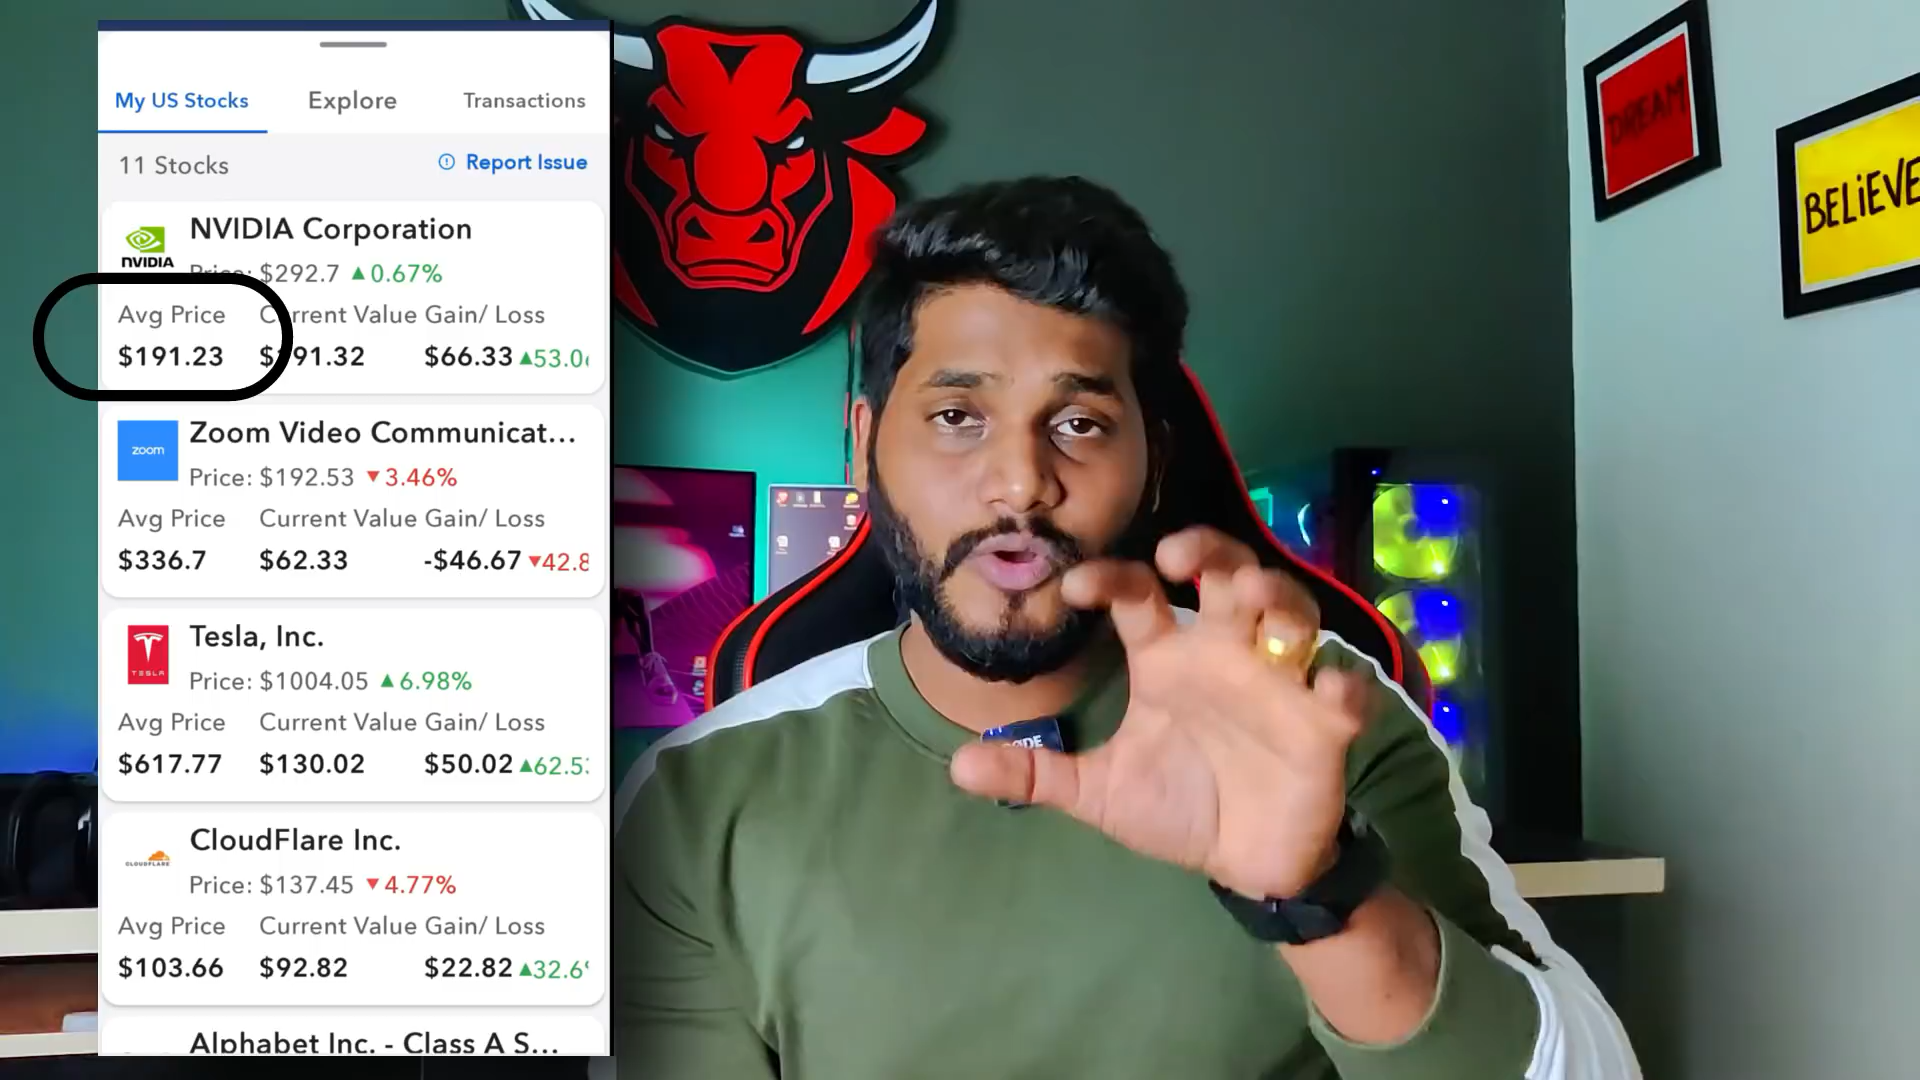 My US Stocks Explore Transactions
11 Stocks Report Issue
NVIDIA
NVIDIA Corporation
Price: $292.7 ▲0.67%
Avg Price Current Value Gain/ Loss
$191.23 $191.32 $66.33 ▲53.0
zoom
Zoom Video Communicat...
Price: $192.53 ▼3.46%
Avg Price Current Value Gain/ Loss
$336.7 $62.33 -$46.67 ▼42.8
TESLA
Tesla, Inc.
Price: $1004.05 ▲6.98%
Avg Price Current Value Gain/ Loss
$617.77 $130.02 $50.02 ▲62.5
CLOUDFLARE
CloudFlare Inc.
Price: $137.45 ▼4.77%
Avg Price Current Value Gain/ Loss
$103.66 $92.82 $22.82 ▲32.6
Alphabet Inc. - Class A S...
DREAM
BELiEVE